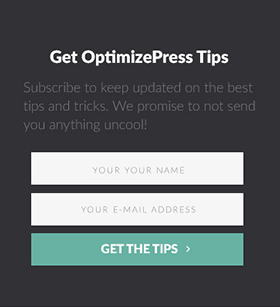 Get OptimizePress Tips
Subscribe to keep updated on the best
tips and tricks. We promise to not send
you anything uncool!
YOUR YOUR NAME
YOUR E-MAIL ADDRESS
GET THE TIPS ›